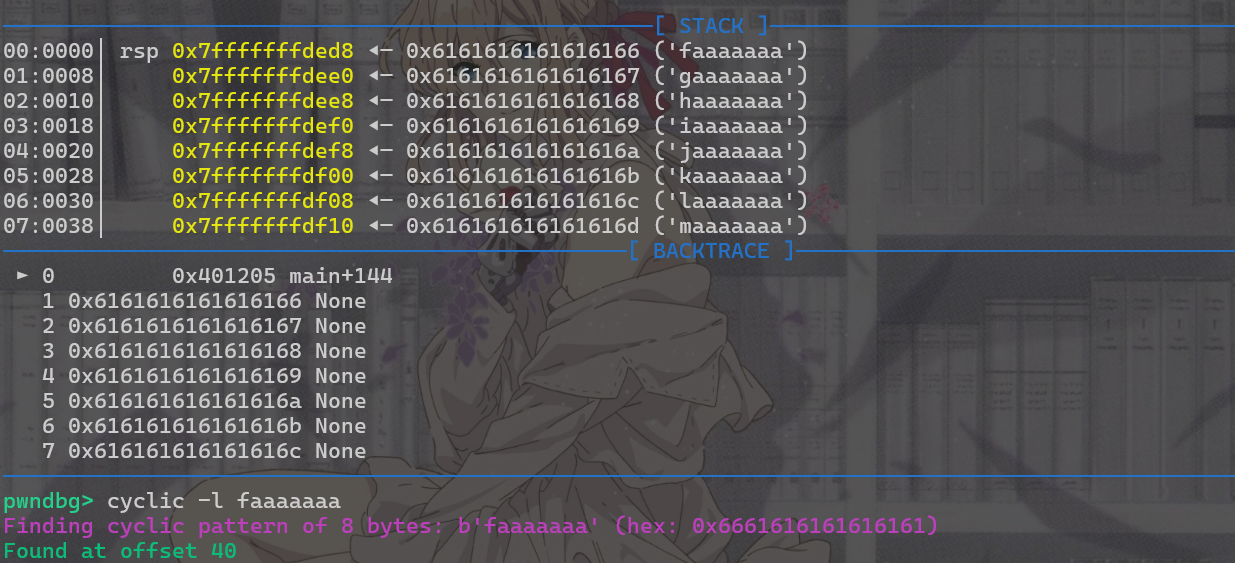 [ STACK ]
00:0000│ rsp 0x7fffffffded8 ◂— 0x6161616161616166 ('faaaaaaa')
01:0008│     0x7fffffffdee0 ◂— 0x6161616161616167 ('gaaaaaaa')
02:0010│     0x7fffffffdee8 ◂— 0x6161616161616168 ('haaaaaaa')
03:0018│     0x7fffffffdef0 ◂— 0x6161616161616169 ('iaaaaaaa')
04:0020│     0x7fffffffdef8 ◂— 0x616161616161616a ('jaaaaaaa')
05:0028│     0x7fffffffdf00 ◂— 0x616161616161616b ('kaaaaaaa')
06:0030│     0x7fffffffdf08 ◂— 0x616161616161616c ('laaaaaaa')
07:0038│     0x7fffffffdf10 ◂— 0x616161616161616d ('maaaaaaa')
[ BACKTRACE ]
► 0         0x401205 main+144
1 0x6161616161616166 None
2 0x6161616161616167 None
3 0x6161616161616168 None
4 0x6161616161616169 None
5 0x616161616161616a None
6 0x616161616161616b None
7 0x616161616161616c None
pwndbg> cyclic -l faaaaaaa
Finding cyclic pattern of 8 bytes: b'faaaaaaa' (hex: 0x6661616161616161)
Found at offset 40